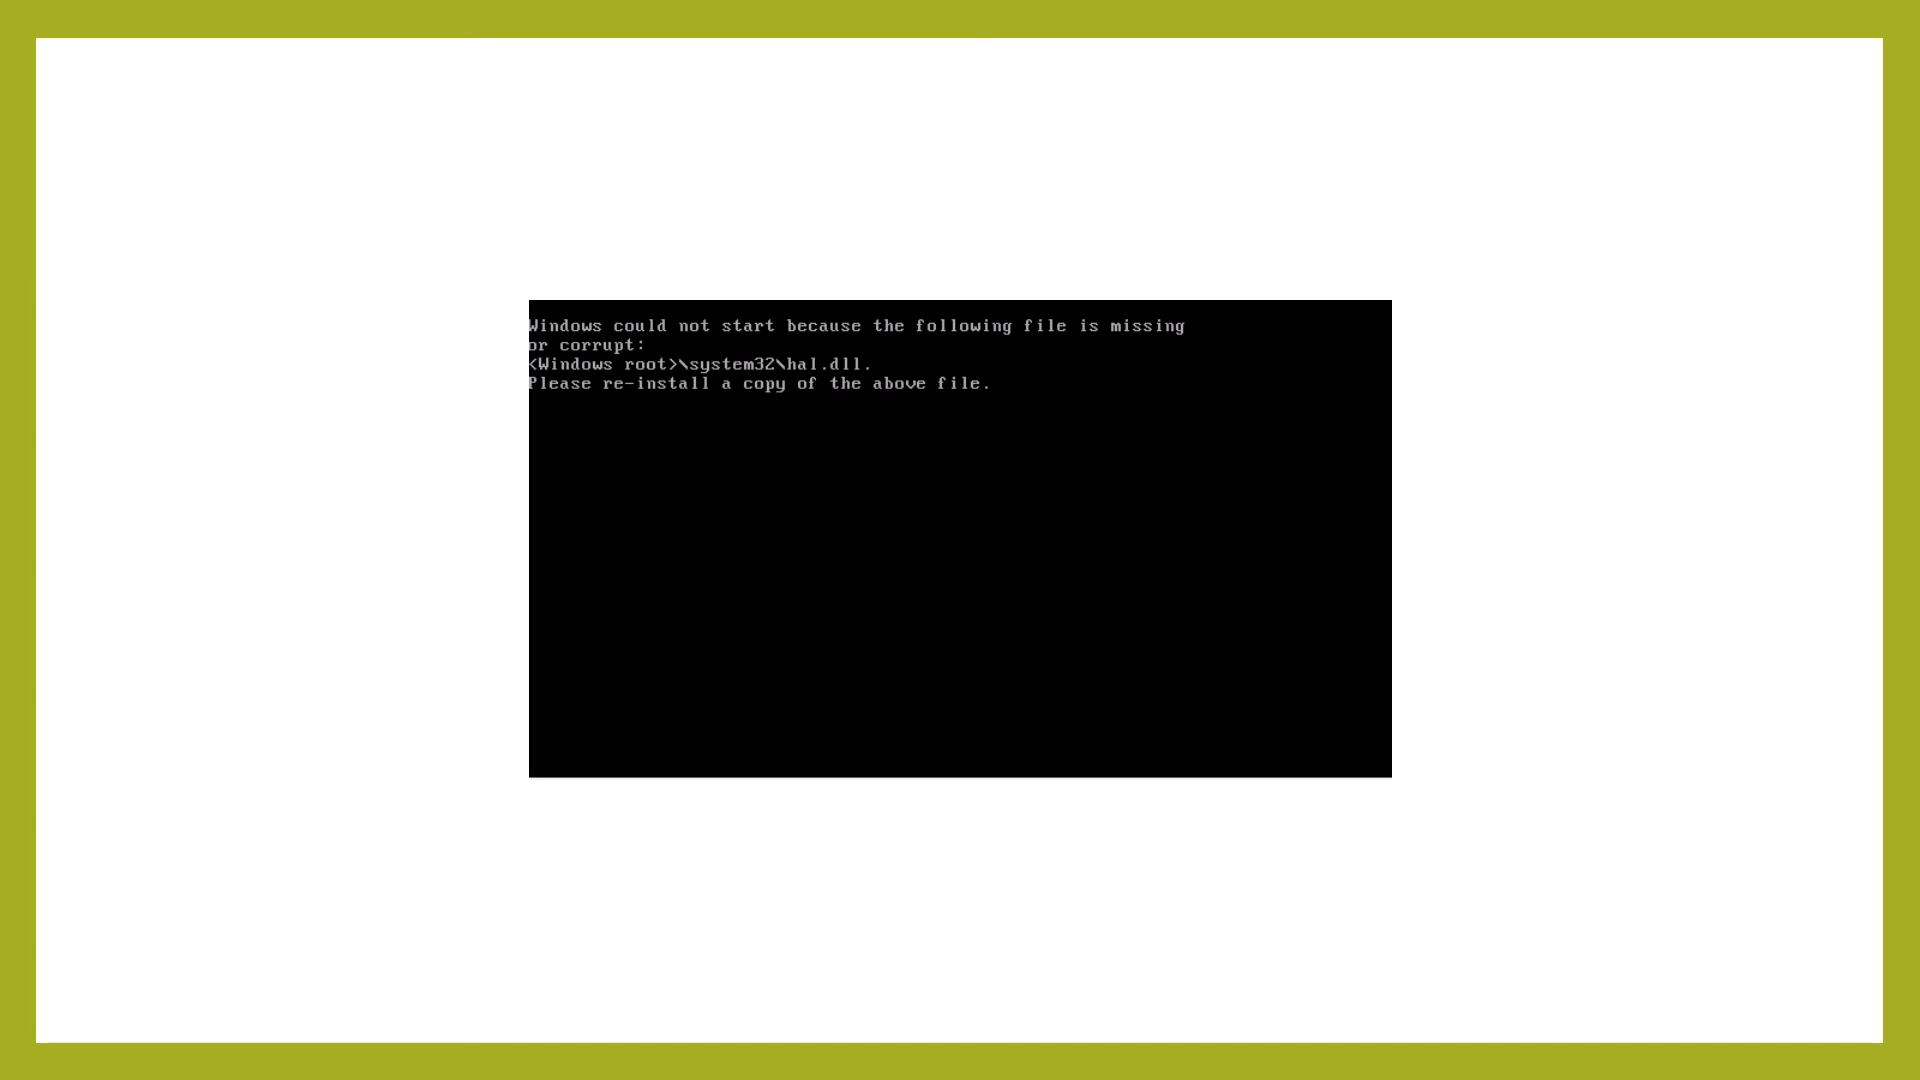 Windows could not start because the following file is missing
or corrupt:
<Windows root>\system32\hal.dll.
Please re-install a copy of the above file.